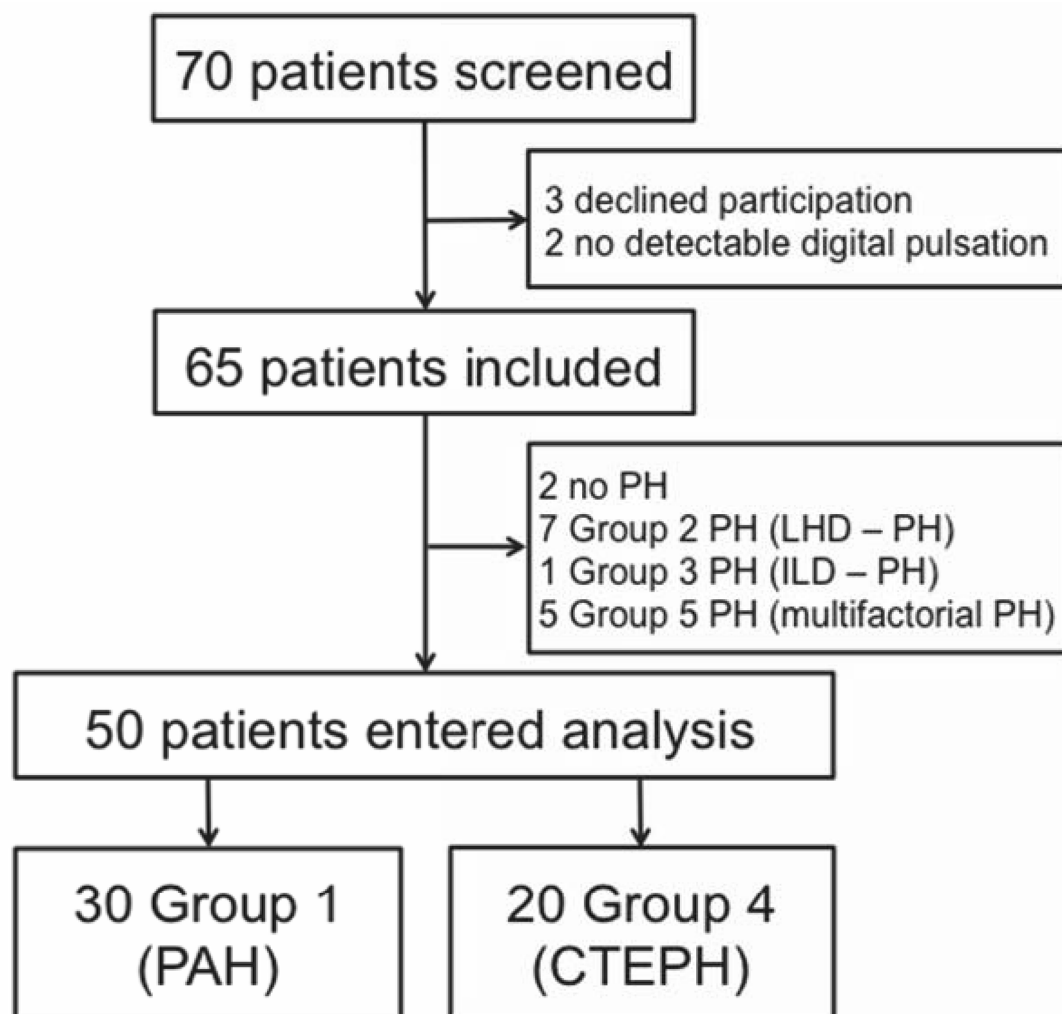 70 patients screened
3 declined participation
2 no detectable digital pulsation
65 patients included
2 no PH
7 Group 2 PH (LHD – PH)
1 Group 3 PH (ILD – PH)
5 Group 5 PH (multifactorial PH)
50 patients entered analysis
30 Group 1
(PAH)
20 Group 4
(CTEPH)